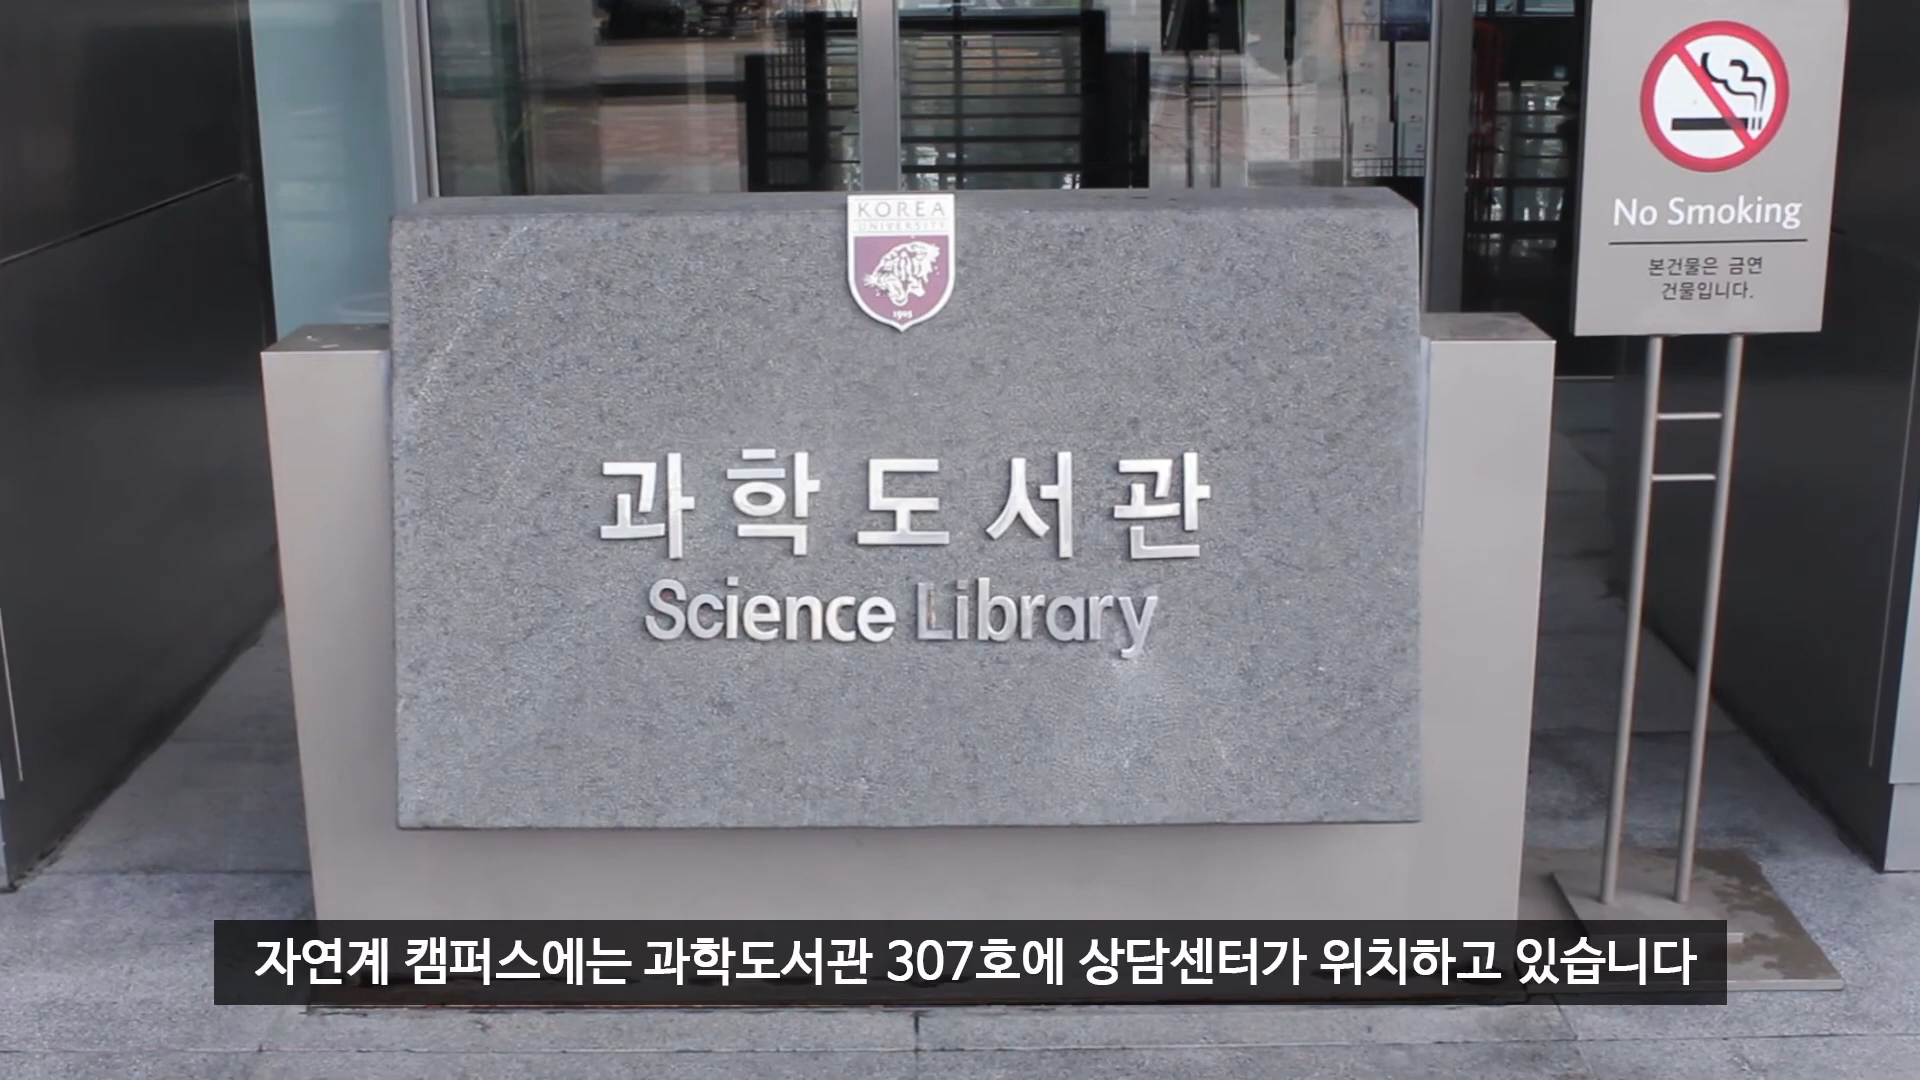 KOREA
UNIVERSITY
1905
과학도서관
Science Library
No Smoking
본건물은 금연
건물입니다.
자연계 캠퍼스에는 과학도서관 307호에 상담센터가 위치하고 있습니다